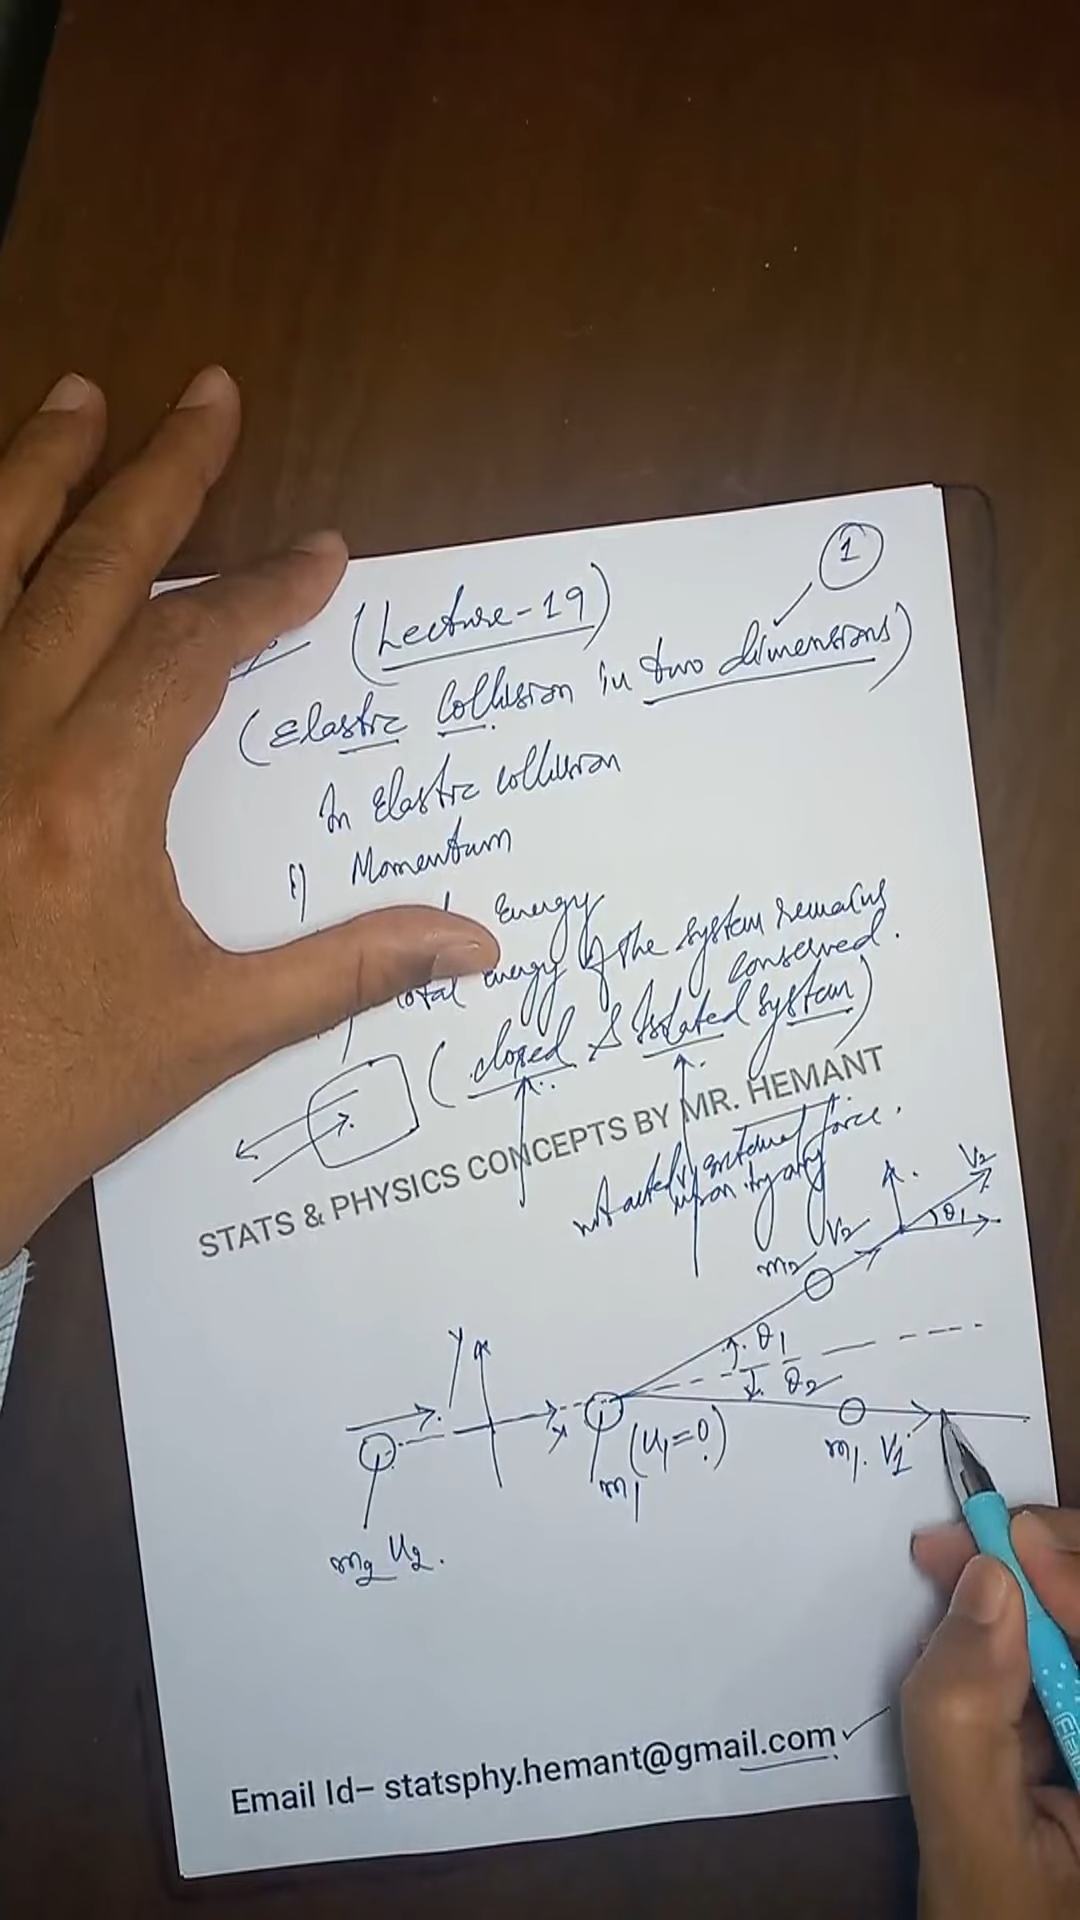 1
(Lecture-19)
(Elastic Collision in two dimensions)
In Elastic collision
i) Momentum
Energy
total energy of the system remains
conserved.
(closed & Isolated system)
STATS & PHYSICS CONCEPTS BY MR. HEMANT
not acted external force.
upon by any
V2
θ1
m2 V2
Y
θ1
θ2
X
(u1=0)
m1
m1 V1
m2 U2.
Email Id– statsphy.hemant@gmail.com